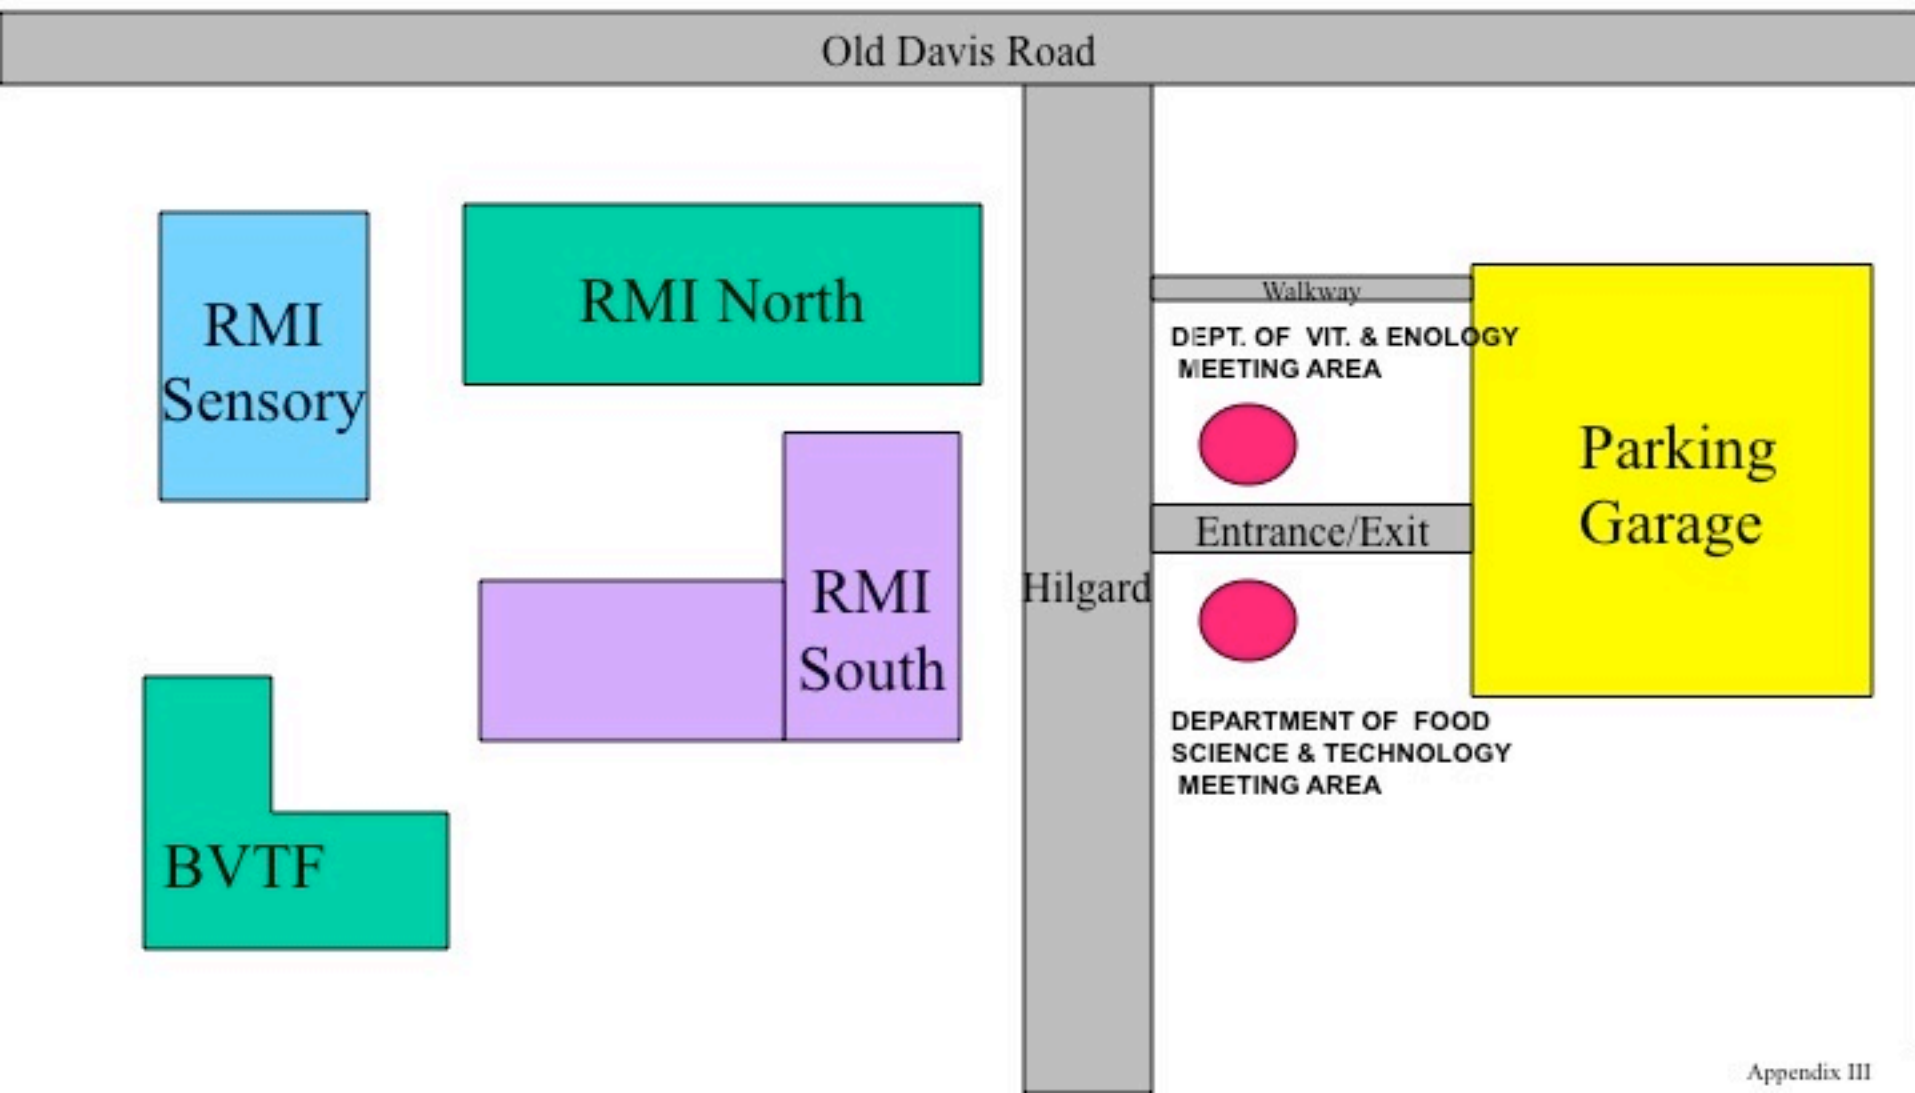 Old Davis Road
RMI North
RMI
Sensory
Walkway
DEPT. OF VIT. & ENOLOGY
MEETING AREA
Parking
Garage
Entrance/Exit
Hilgard
RMI
South
DEPARTMENT OF FOOD
SCIENCE & TECHNOLOGY
MEETING AREA
BVTF
Appendix III